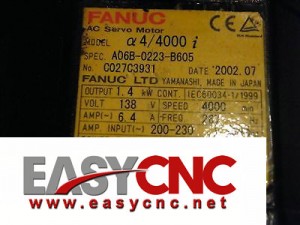 FANUC
AC Servo Motor
MODEL α4/4000 i
SPEC. A06B-0223-B605
No. C027C3931 DATE 2002.07
FANUC LTD YAMANASHI, MADE IN JAPAN
OUTPUT 1.4 kW CONT. (IEC60034-1/1999
VOLT 138 V SPEED 4000
AMP(~) 6.4 A~ FREQ
AMP INPUT(~) 200-230
EASYCNC
www.easycnc.net